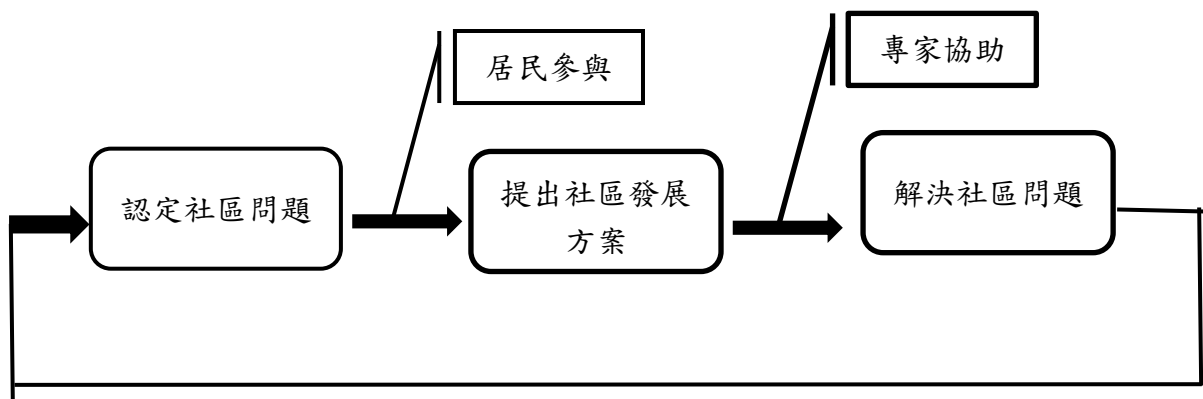 居民參與
專家協助
認定社區問題
提出社區發展
方案
解決社區問題